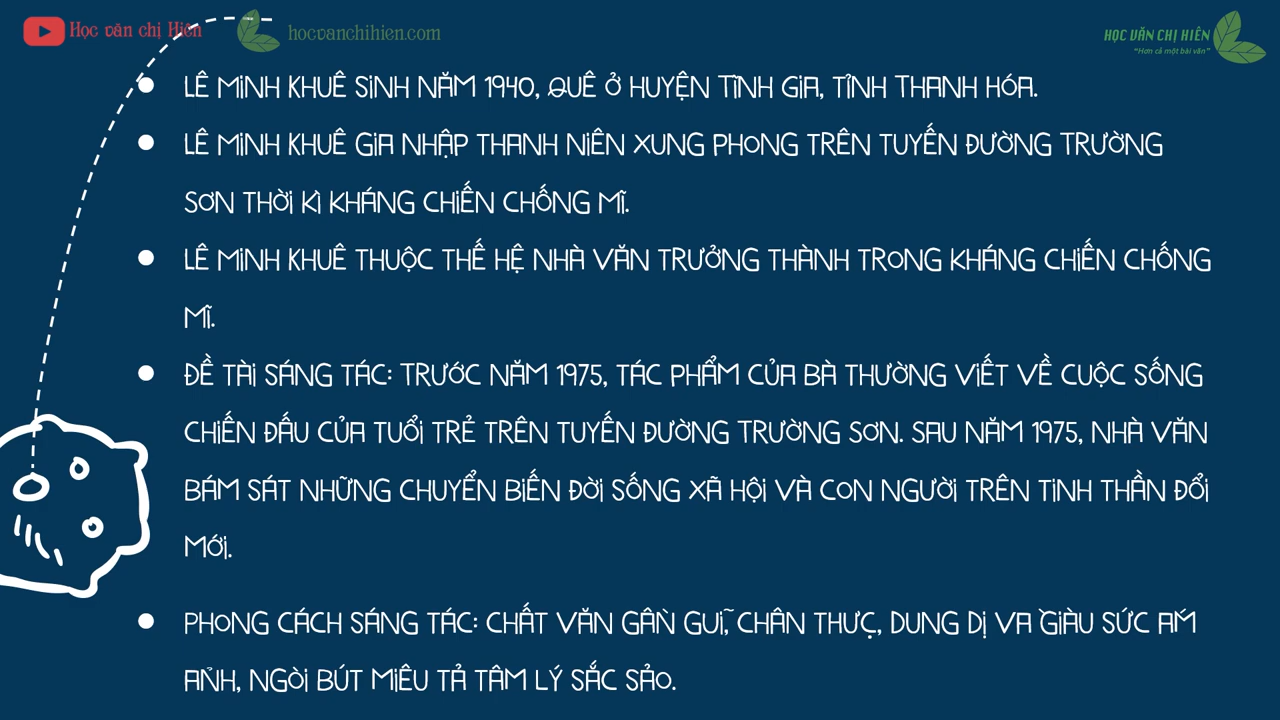 Học văn chị Hiên
hocvanchihien.com
HỌC VĂN CHỊ HIÊN
"Hơn cả một bài văn"
LÊ MINH KHUÊ SINH NĂM 1940, QUÊ Ở HUYỆN TĨNH GIA, TỈNH THANH HÓA.
LÊ MINH KHUÊ GIA NHẬP THANH NIÊN XUNG PHONG TRÊN TUYẾN ĐƯỜNG TRƯỜNG
SƠN THỜI KÌ KHÁNG CHIẾN CHỐNG MĨ.
LÊ MINH KHUÊ THUỘC THẾ HỆ NHÀ VĂN TRƯỞNG THÀNH TRONG KHÁNG CHIẾN CHỐNG
MĨ.
ĐỀ TÀI SÁNG TÁC: TRƯỚC NĂM 1975, TÁC PHẨM CỦA BÀ THƯỜNG VIẾT VỀ CUỘC SỐNG
CHIẾN ĐẤU CỦA TUỔI TRẺ TRÊN TUYẾN ĐƯỜNG TRƯỜNG SƠN. SAU NĂM 1975, NHÀ VĂN
BÁM SÁT NHỮNG CHUYỂN BIẾN ĐỜI SỐNG XÃ HỘI VÀ CON NGƯỜI TRÊN TINH THẦN ĐỔI
MỚI.
PHONG CÁCH SÁNG TÁC: CHẤT VĂN GẦN GŨI, CHÂN THỰC, DUNG DỊ VÀ GIÀU SỨC ÁM
ẢNH, NGÒI BÚT MIÊU TẢ TÂM LÝ SẮC SẢO.